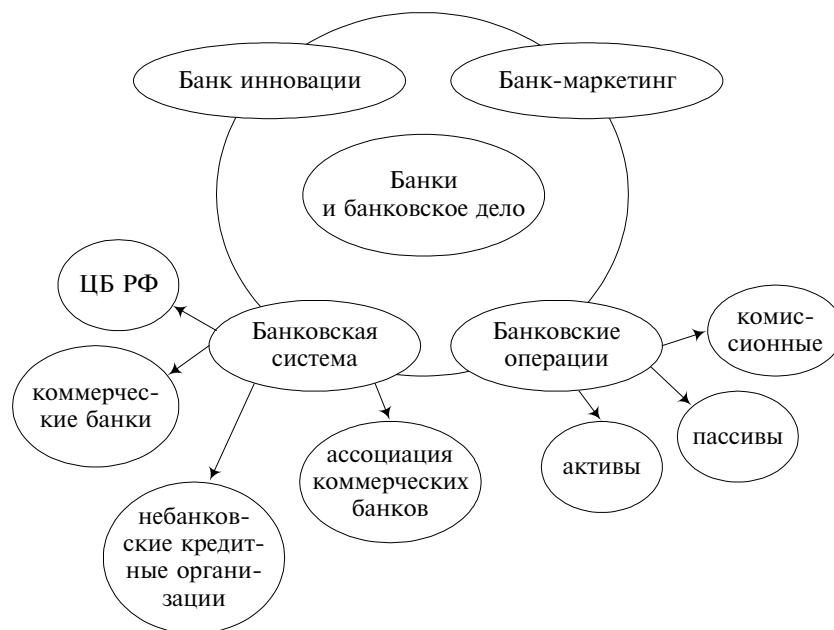 Банк инновации
Банк-маркетинг
Банки
и банковское дело
ЦБ РФ
Банковская
система
Банковские
операции
комис-
сионные
коммерчес-
кие банки
пассивы
ассоциация
коммерческих
банков
активы
небанков-
ские кредит-
ные органи-
зации